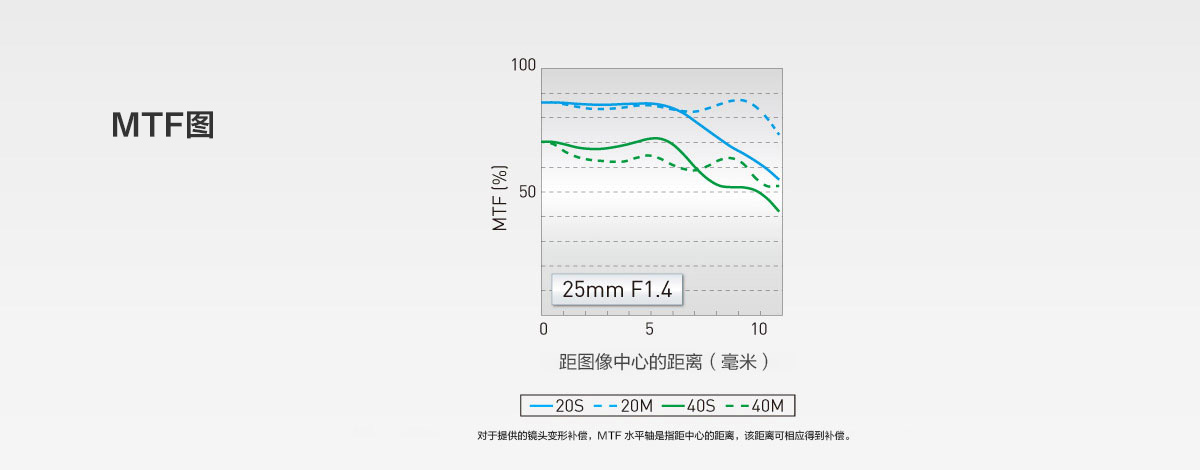 MTF图
100
50
MTF (%)
25mm F1.4
0 5 10
距图像中心的距离（毫米）
20S 20M 40S 40M
对于提供的镜头变形补偿，MTF 水平轴是指距中心的距离，该距离可相应得到补偿。